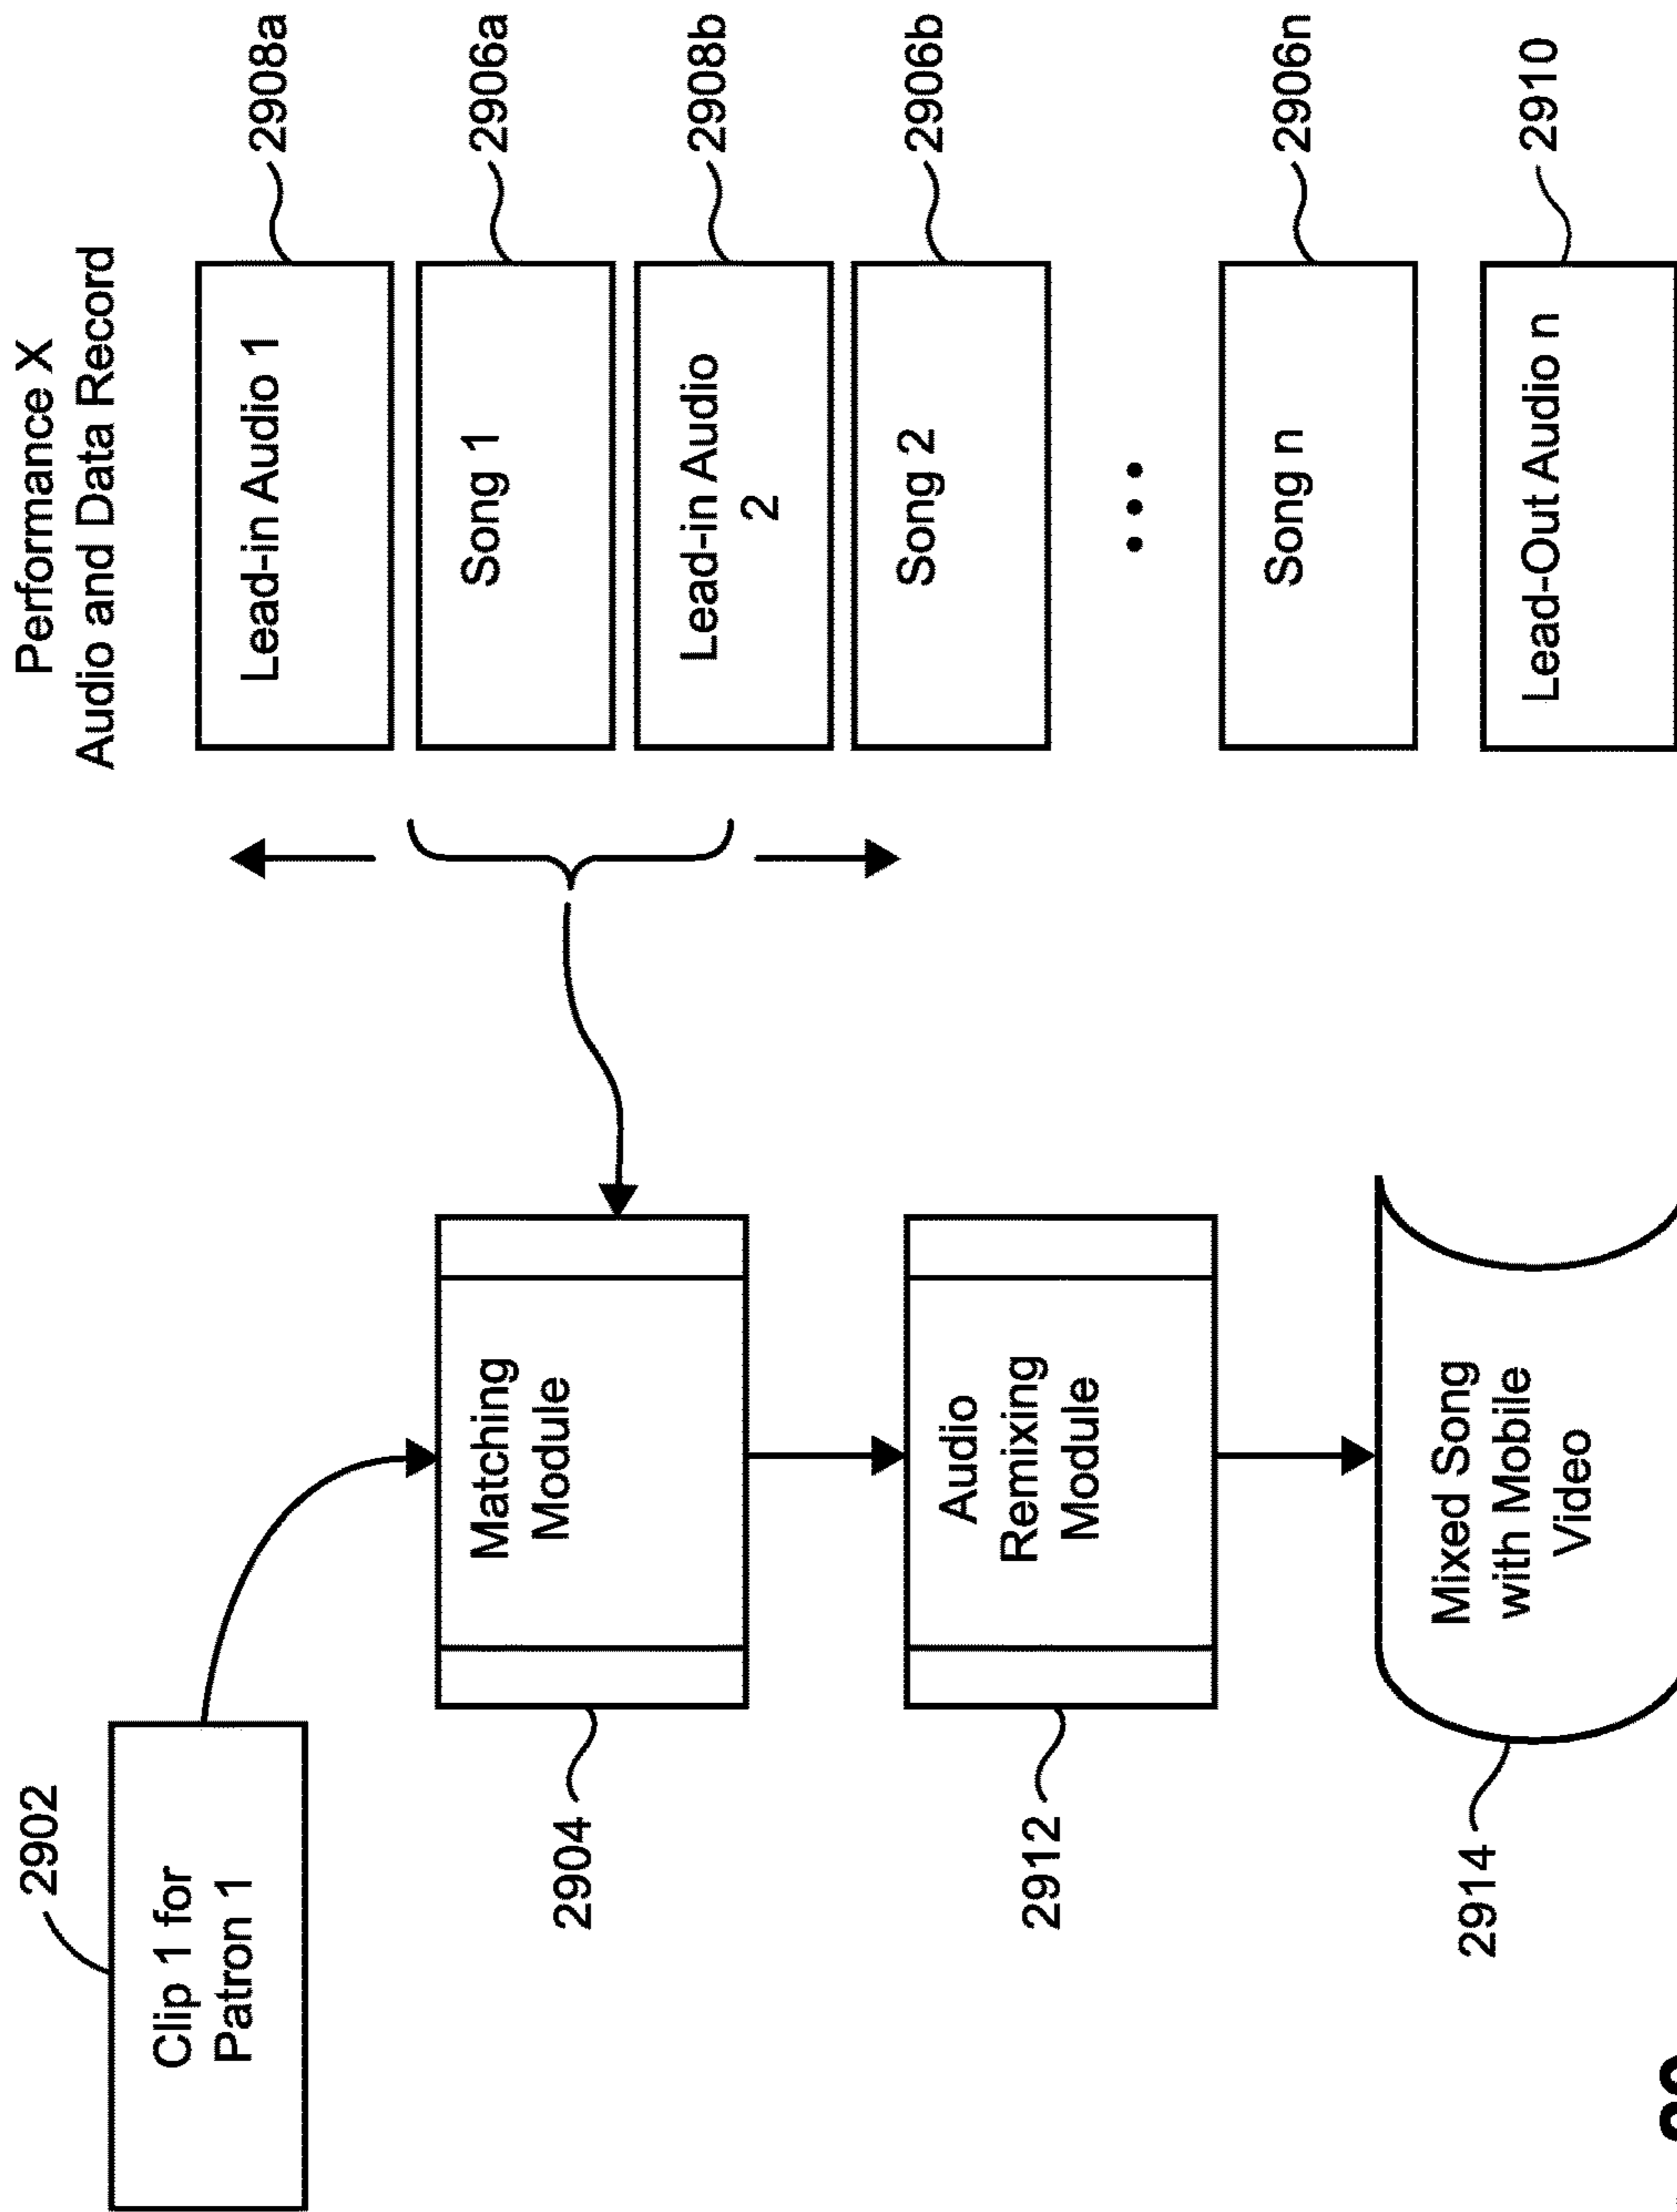 Performance X
Audio and Data Record
2902
Clip 1 for
Patron 1
Lead-in Audio 1
2908a
Song 1
2906a
Lead-in Audio
2
2908b
Song 2
2906b
• • •
Song n
2906n
Lead-Out Audio n
2910
Matching
Module
2904
Audio
Remixing
Module
2912
Mixed Song
with Mobile
Video
2914